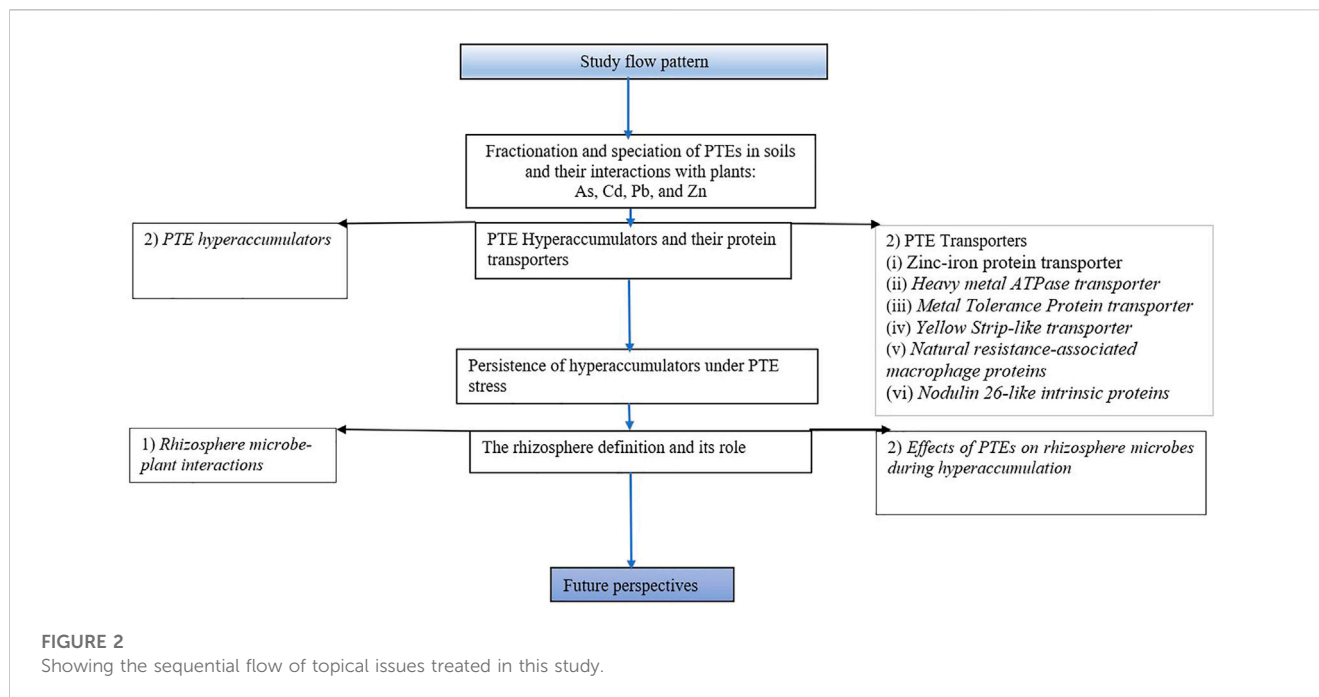 Study flow pattern
Fractionation and speciation of PTEs in soils
and their interactions with plants:
As, Cd, Pb, and Zn
2) PTE hyperaccumulators
PTE Hyperaccumulators and their protein
transporters
2) PTE Transporters
(i) Zinc-iron protein transporter
(ii) Heavy metal ATPase transporter
(iii) Metal Tolerance Protein transporter
(iv) Yellow Strip-like transporter
(v) Natural resistance-associated
macrophage proteins
(vi) Nodulin 26-like intrinsic proteins
Persistence of hyperaccumulators under PTE
stress
1) Rhizosphere microbe-
plant interactions
The rhizosphere definition and its role
2) Effects of PTEs on rhizosphere microbes
during hyperaccumulation
Future perspectives
FIGURE 2
Showing the sequential flow of topical issues treated in this study.